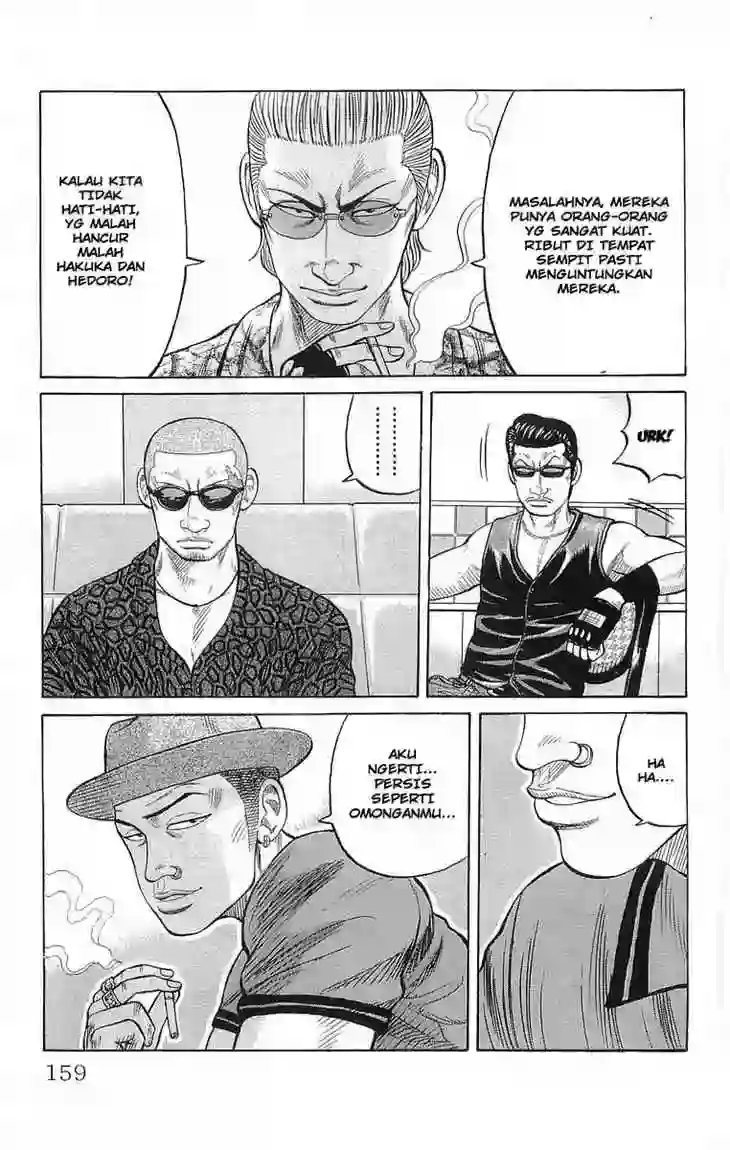 MASALAHNYA, MEREKA
PUNYA ORANG-ORANG
YG SANGAT KUAT.
RIBUT DI TEMPAT
SEMPIT PASTI
MENGUNTUNGKAN
MEREKA.
KALAU KITA
TIDAK
HATI-HATI,
YG MALAH
HANCUR
MALAH
HAKUKA DAN
HEDORO!
URK!
........
HA
HA....
AKU
NGERTI...
PERSIS
SEPERTI
OMONGANMU...
159